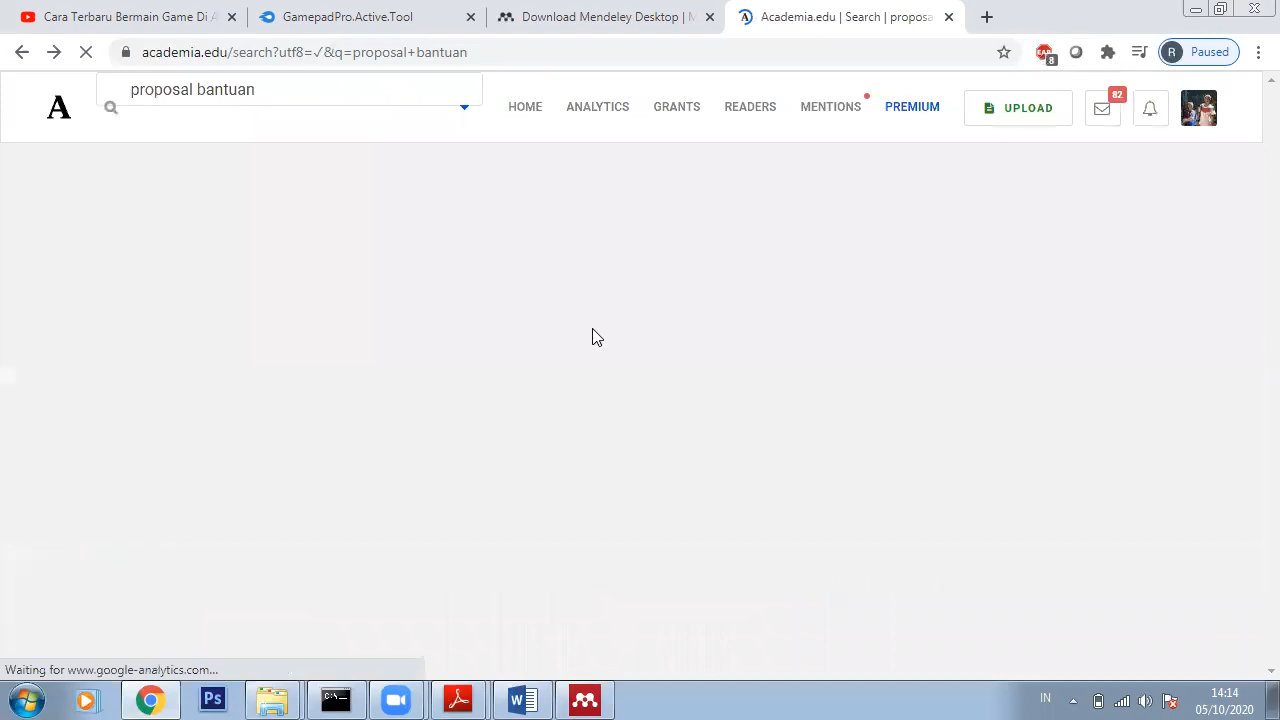 Cara Terbaru Bermain Game Di A
GamepadPro.Active.Tool
Download Mendeley Desktop | M
Academia.edu | Search | proposa
academia.edu/search?utf8=✓&q=proposal+bantuan
8
R Paused
proposal bantuan
A
HOME
ANALYTICS
GRANTS
READERS
MENTIONS
PREMIUM
UPLOAD
82
Waiting for www.google-analytics.com...
Ps
C:\
W
IN
14:14
05/10/2020